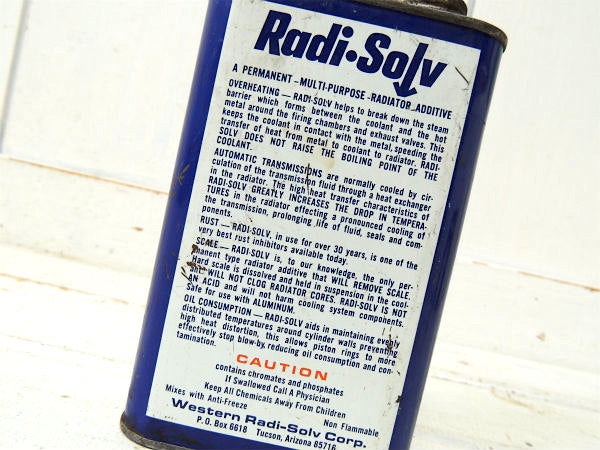 Radi•Solv
A PERMANENT - MULTI-PURPOSE - RADIATOR ADDITIVE
OVERHEATING — RADI-SOLV helps to break down the steam
barrier which forms between the coolant and the hot
metal around the firing chambers and exhaust valves. This
keeps the coolant in contact with the metal, speeding the
transfer of heat from metal to coolant to radiator. RADI-
SOLV DOES NOT RAISE THE BOILING POINT OF THE
COOLANT.
AUTOMATIC TRANSMISSIONS are normally cooled by cir-
culation of the transmission fluid through a heat exchanger
in the radiator. The high heat transfer characteristics of
RADI-SOLV GREATLY INCREASES THE DROP IN TEMPERA-
TURES in the radiator effecting a pronounced cooling of
the transmission, prolonging life of fluid, seals and com-
ponents.
RUST — RADI-SOLV, in use for over 30 years, is one of the
very best rust inhibitors available today.
SCALE — RADI-SOLV is, to our knowledge, the only per-
manent type radiator additive that WILL REMOVE SCALE.
Hard scale is dissolved and held in suspension in the cool-
WILL NOT CLOG RADIATOR CORES. RADI-SOLV IS NOT
AN ACID and will not harm cooling system components.
Safe for use with ALUMINUM.
OIL CONSUMPTION — RADI-SOLV aids in maintaining evenly
distributed temperatures around cylinder walls preventing
high heat distortion, this allows piston rings to more
effectively stop blow-by, reducing oil consumption and con-
tamination.
CAUTION
contains chromates and phosphates
If Swallowed Call A Physician
Keep All Chemicals Away From Children
Mixes with Anti-Freeze Non Flammable
Western Radi-Solv Corp.
P.O. Box 6618 Tucson, Arizona 85716